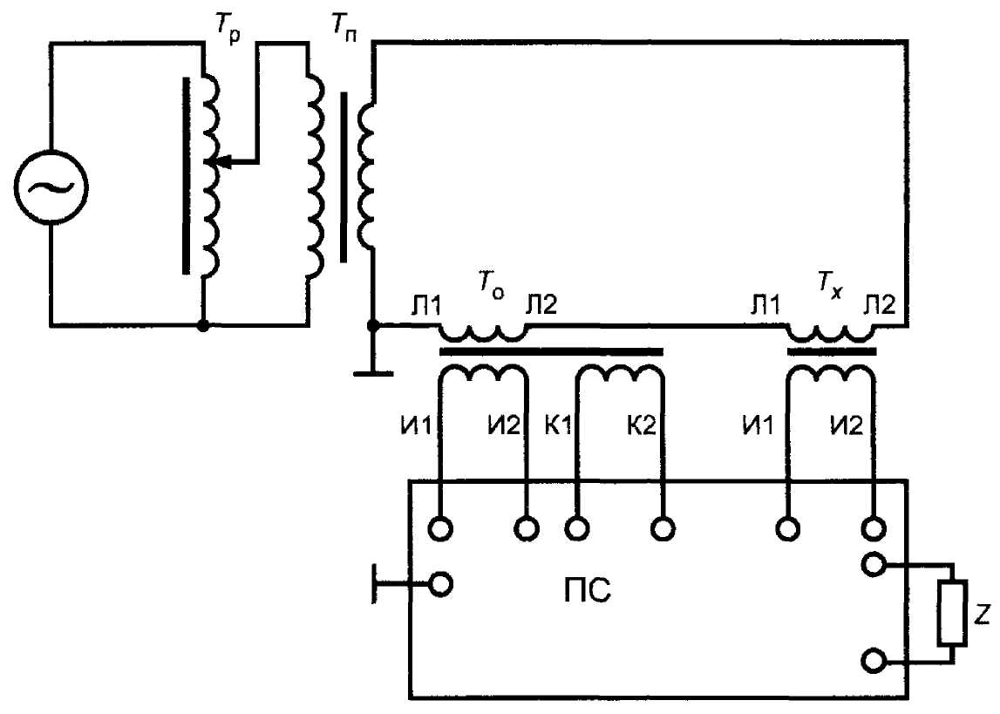 Tр Tп
Tо Tx
Л1 Л2 Л1 Л2
И1 И2 К1 К2 И1 И2
ПС
Z